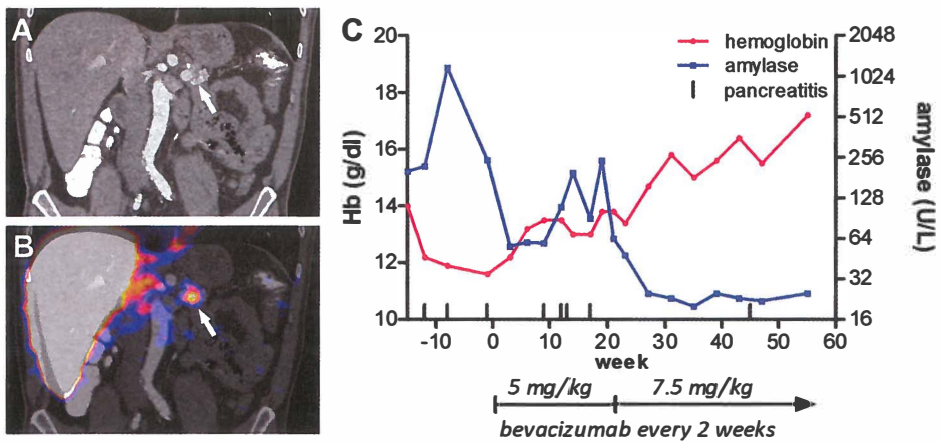 A
B
C
hemoglobin
amylase
pancreatitis
Hb (g/dl)
20
18
16
14
12
10
2048
1024
512
256
128
64
32
16
amylase (U/L)
-10 0 10 20 30 40 50 60
week
5 mg/kg 7.5 mg/kg
bevacizumab every 2 weeks